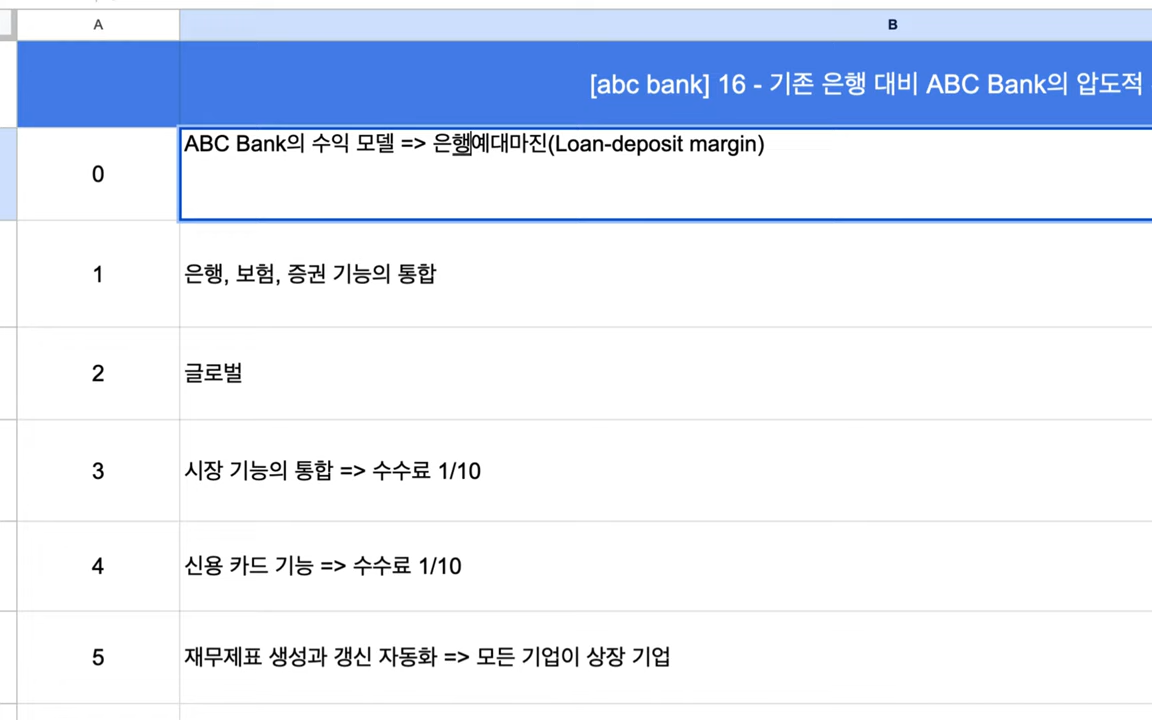 A
B
[abc bank] 16 - 기존 은행 대비 ABC Bank의 압도적
0
ABC Bank의 수익 모델 => 은행예대마진(Loan-deposit margin)
1
은행, 보험, 증권 기능의 통합
2
글로벌
3
시장 기능의 통합 => 수수료 1/10
4
신용 카드 기능 => 수수료 1/10
5
재무제표 생성과 갱신 자동화 => 모든 기업이 상장 기업